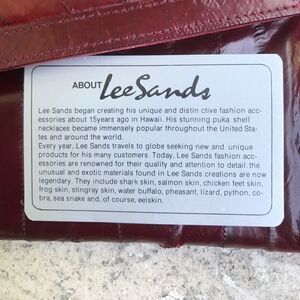 ABOUT LeeSands
Lee Sands began creating his unique and distin ctive fashion acc-
essories about 15years ago in Hawaii. His stunning puka shell
necklaces became immensely popular throughout the United Sta-
tes and around the world.
Every year, Lee Sands travels to globe seeking new and unique
products for his many customers. Today, Lee Sands fashion acc-
essories are renowned for their quality and attention to detail. the
unusual and exotic materials found in Lee Sands creations are now
legendary. They include shark skin, salmon skin, chicken feet skin,
frog skin, stingray skin, water buffalo, pheasant, lizard, python, co-
bra, sea snake and, of course, eelskin.